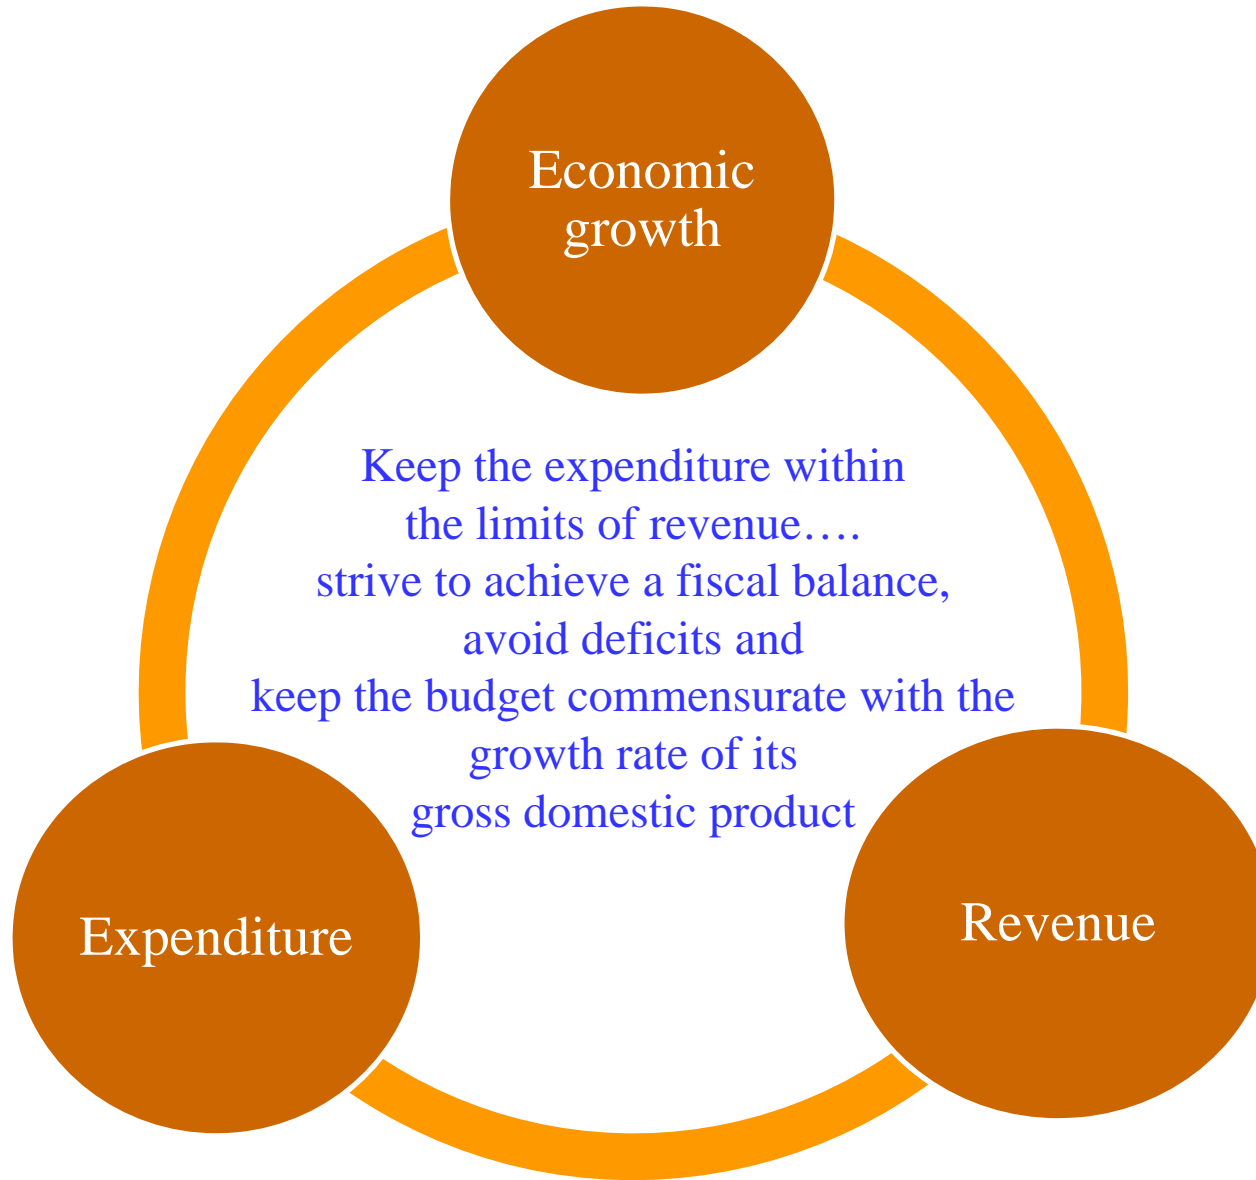 Economic
growth
Keep the expenditure within
the limits of revenue….
strive to achieve a fiscal balance,
avoid deficits and
keep the budget commensurate with the
growth rate of its
gross domestic product
Expenditure
Revenue